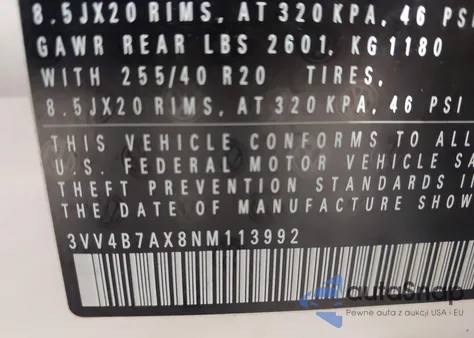 8.5JX20 RIMS, AT 320 KPA, 46 PSI
GAWR REAR LBS 2601, KG1180
WITH 255/40 R20 TIRES,
8.5JX20 RIMS, AT 320 KPA, 46 PSI
THIS VEHICLE CONFORMS TO ALL
U.S. FEDERAL MOTOR VEHICLE SA
THEFT PREVENTION STANDARDS IN
THE DATE OF MANUFACTURE SHOW
3VV4B7AX8NM113992
autoSnap
Pewne auta z aukcji USA i EU